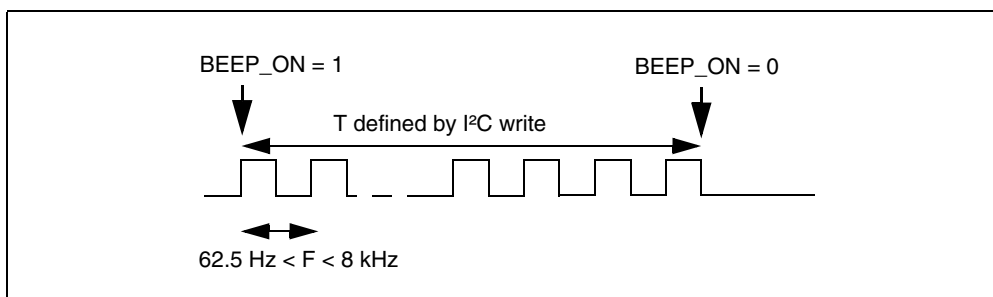 BEEP_ON = 1
BEEP_ON = 0
T defined by I²C write
62.5 Hz < F < 8 kHz